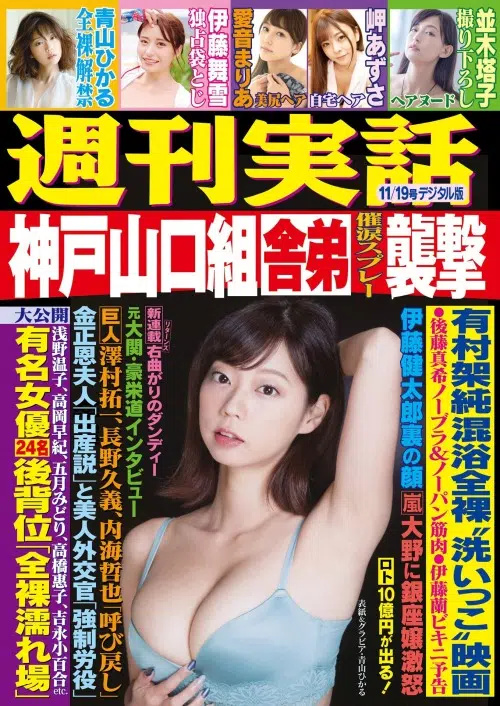 青山ひかる
全裸解禁
伊藤舞雪
独占袋とじ
愛音まりあ
美尻ヘア
岬あずさ
自宅ヘア
並木塔子
撮り下ろし
ヘアヌード
週刊実話
11/19号デジタル版
神戸山口組舎弟催涙スプレー襲撃
有村架純 混浴全裸“洗いっこ”映画
●後藤真希ノーブラ&ノーパン筋肉●伊藤蘭ビキニ予告
伊藤健太郎裏の顔
嵐 大野に銀座嬢激怒
ロト10億円が出る!
表紙&グラビア・青山ひかる
新連載 右曲がりのダンディー リターンズ
元大関・豪栄道インタビュー
巨人 澤村拓一、長野久義、内海哲也「呼び戻し」
金正恩夫人「出産説」と美人外交官「強制労役」
大公開
浅野温子、高岡早紀、五月みどり、高橋惠子、吉永小百合etc.
有名女優24名後背位「全裸濡れ場」